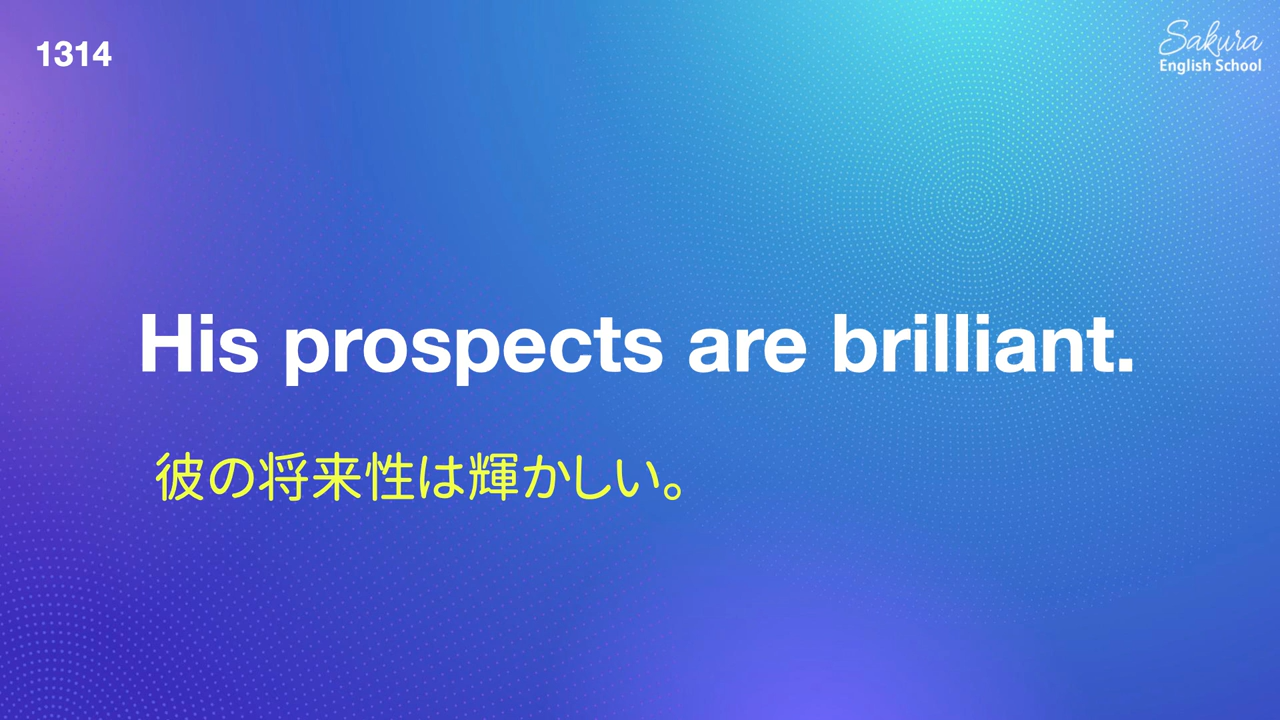 1314
Sakura
English School
His prospects are brilliant.
彼の将来性は輝かしい。